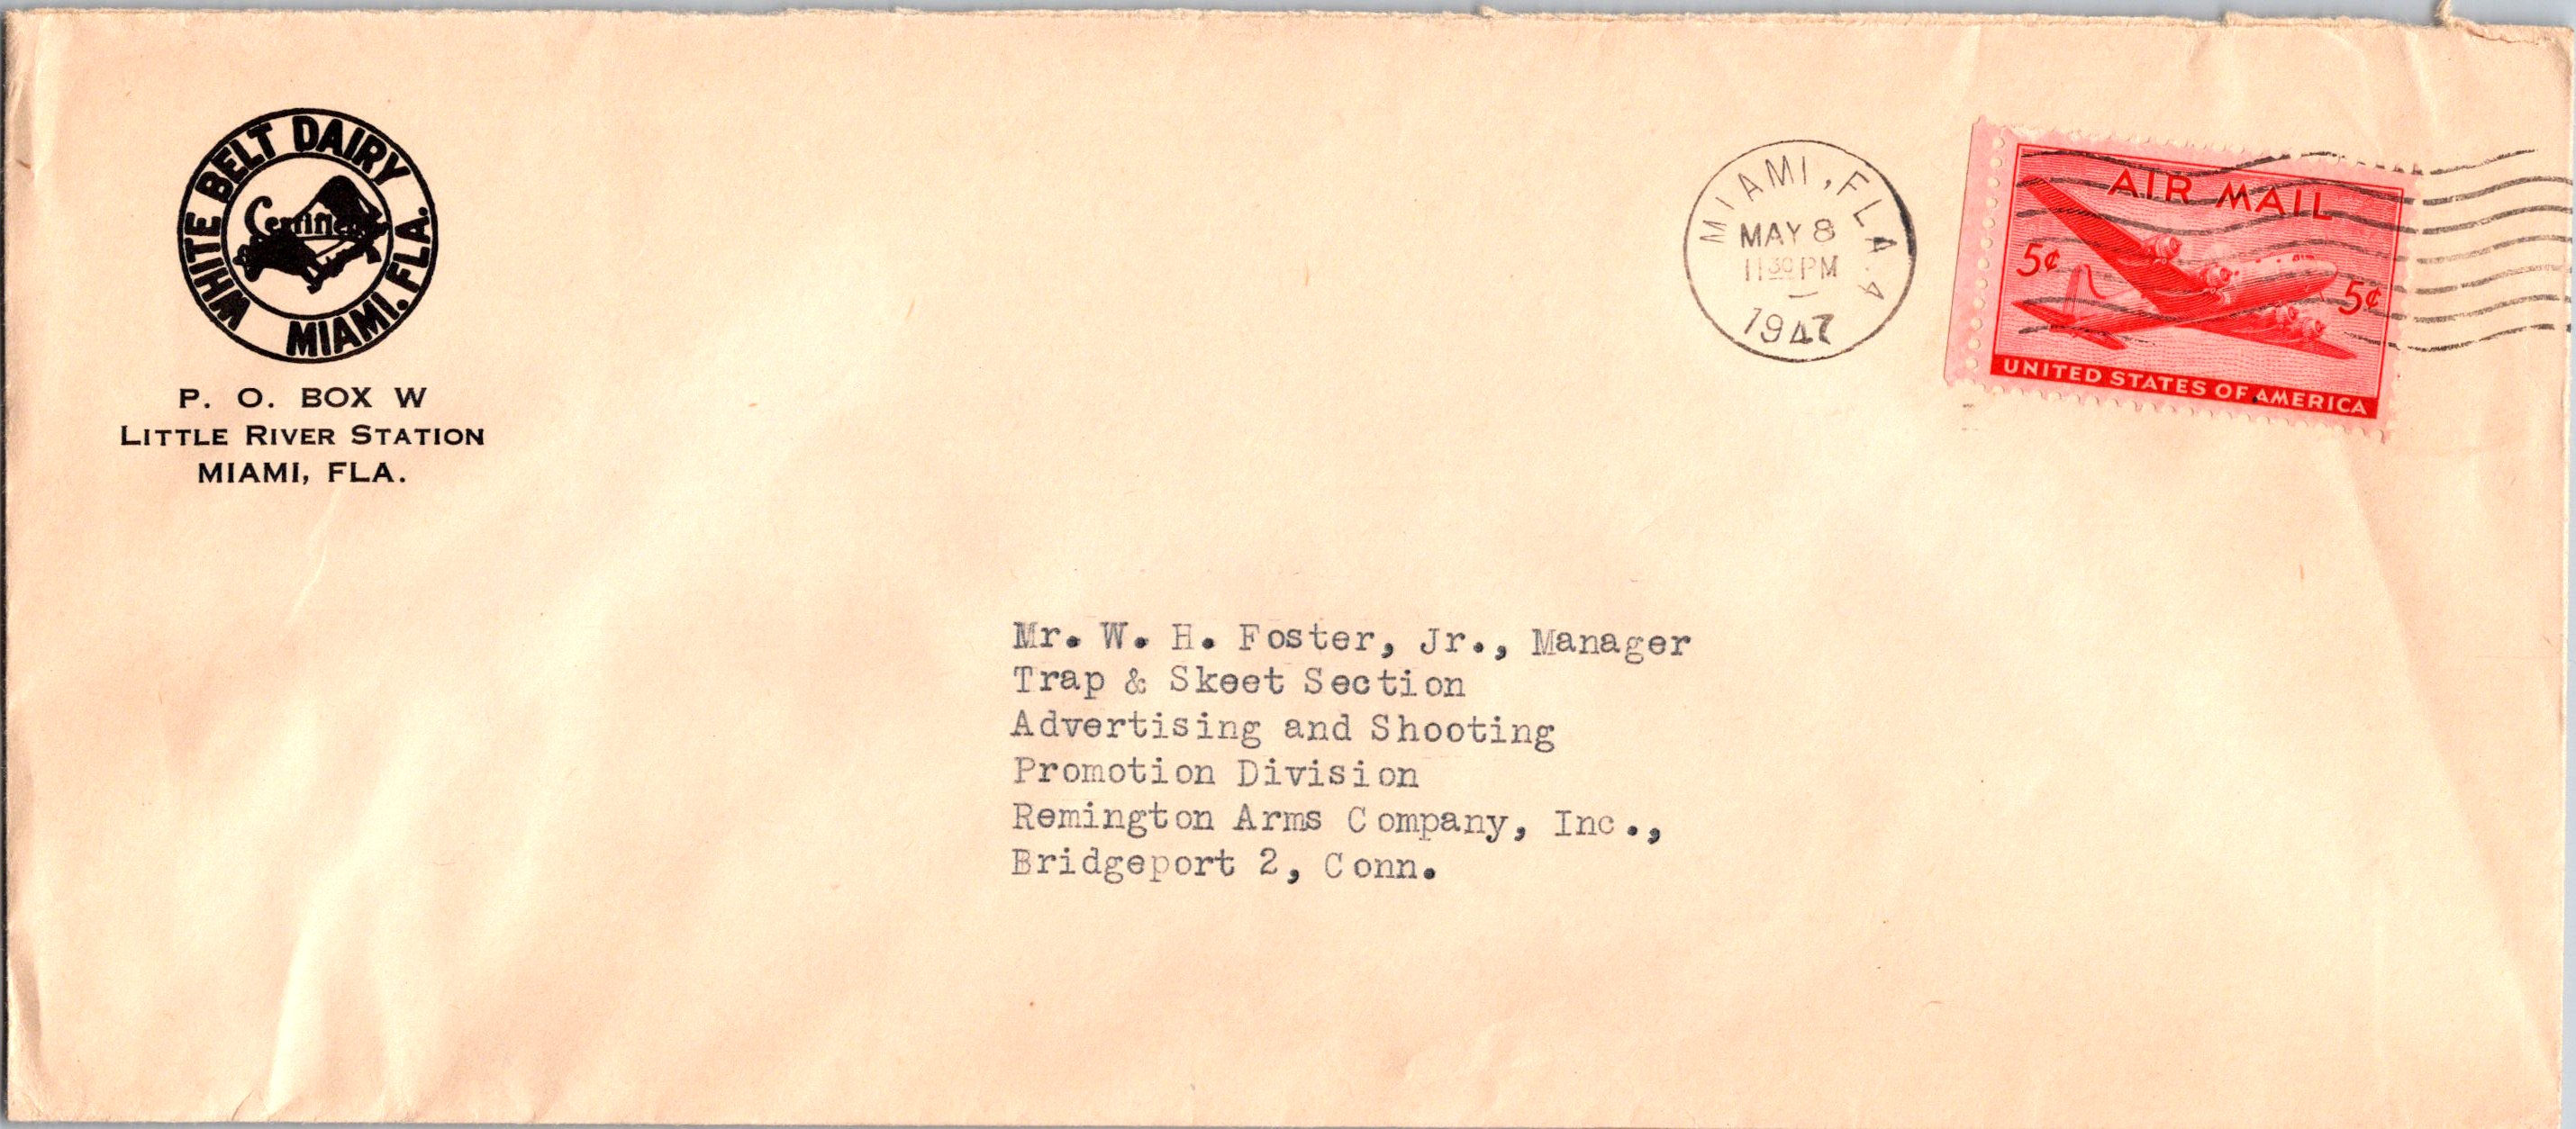 WHITE BELT DAIRY
MIAMI. FLA.
Certified
P. O. BOX W
LITTLE RIVER STATION
MIAMI, FLA.
MIAMI, FLA. 4
MAY 8
11 30 PM
1947
AIR MAIL
5¢
5¢
UNITED STATES OF AMERICA
Mr. W. H. Foster, Jr., Manager
Trap & Skeet Section
Advertising and Shooting
Promotion Division
Remington Arms Company, Inc.,
Bridgeport 2, Conn.